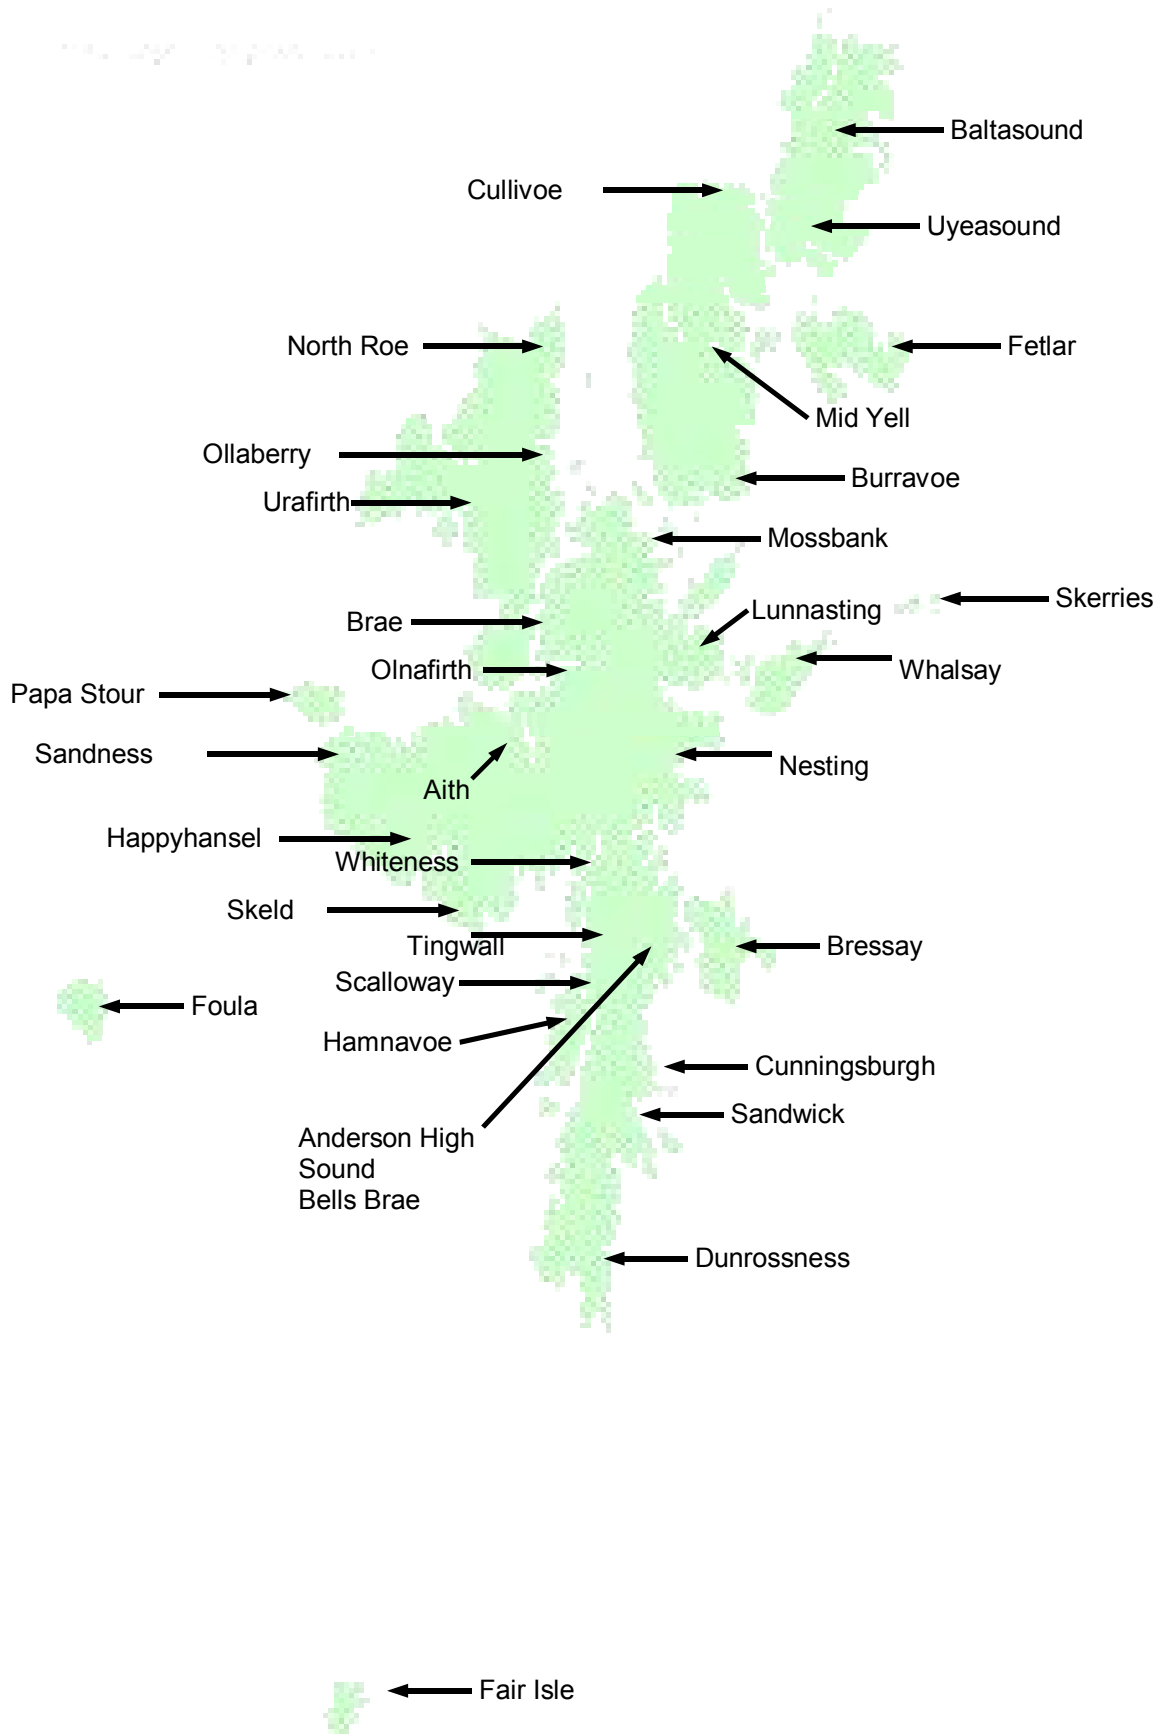 Baltasound
Cullivoe
Uyeasound
North Roe
Fetlar
Mid Yell
Ollaberry
Burravoe
Urafirth
Mossbank
Skerries
Lunnasting
Brae
Olnafirth
Whalsay
Papa Stour
Sandness
Nesting
Aith
Happyhansel
Whiteness
Skeld
Tingwall
Bressay
Scalloway
Foula
Hamnavoe
Cunningsburgh
Sandwick
Anderson High
Sound
Bells Brae
Dunrossness
Fair Isle